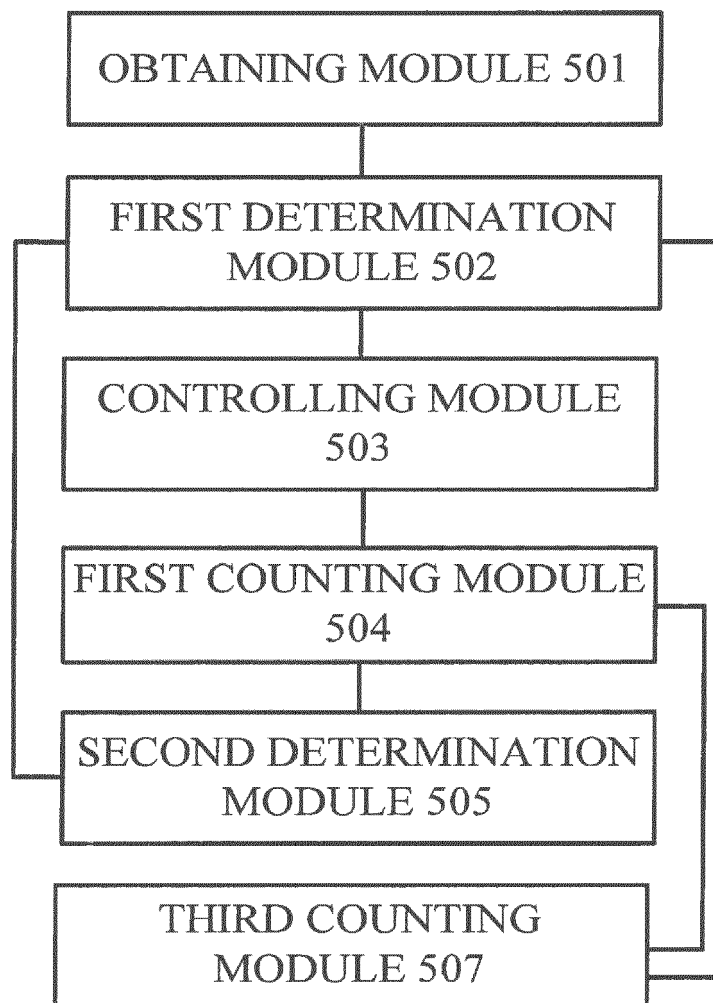 OBTAINING MODULE 501
FIRST DETERMINATION
MODULE 502
CONTROLLING MODULE
503
FIRST COUNTING MODULE
504
SECOND DETERMINATION
MODULE 505
THIRD COUNTING
MODULE 507